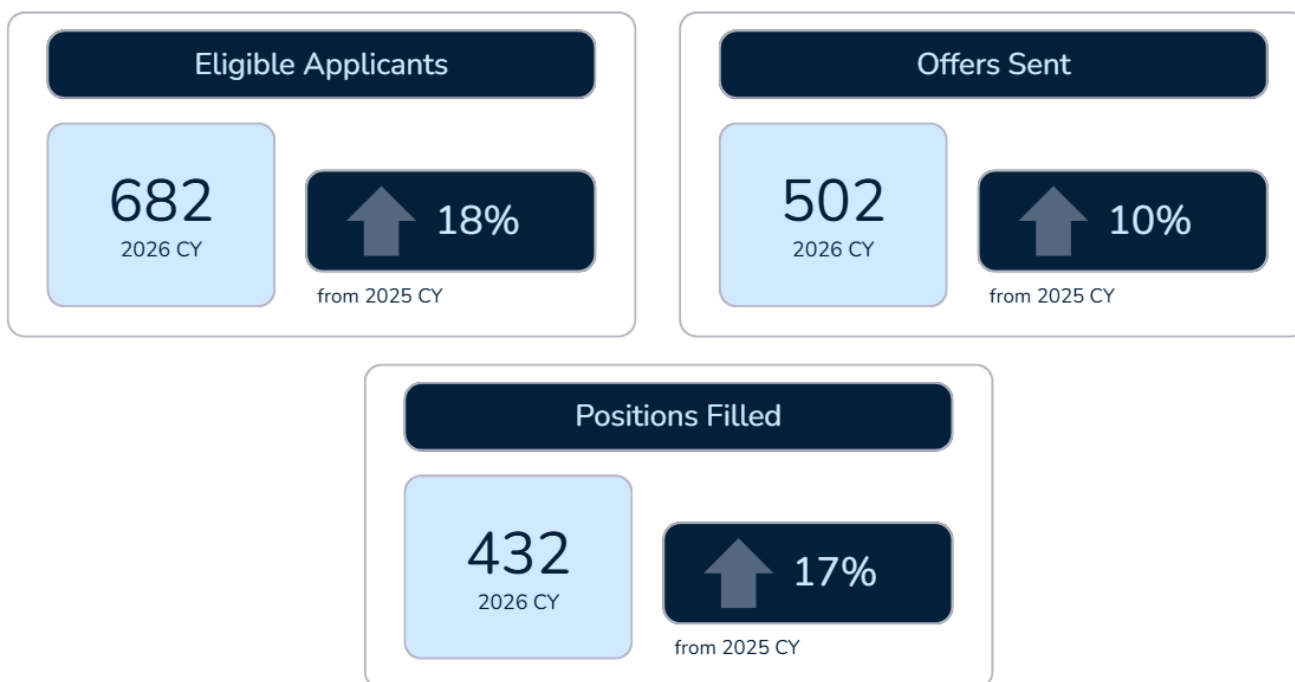 Eligible Applicants
682
2026 CY
18%
from 2025 CY
Offers Sent
502
2026 CY
10%
from 2025 CY
Positions Filled
432
2026 CY
17%
from 2025 CY